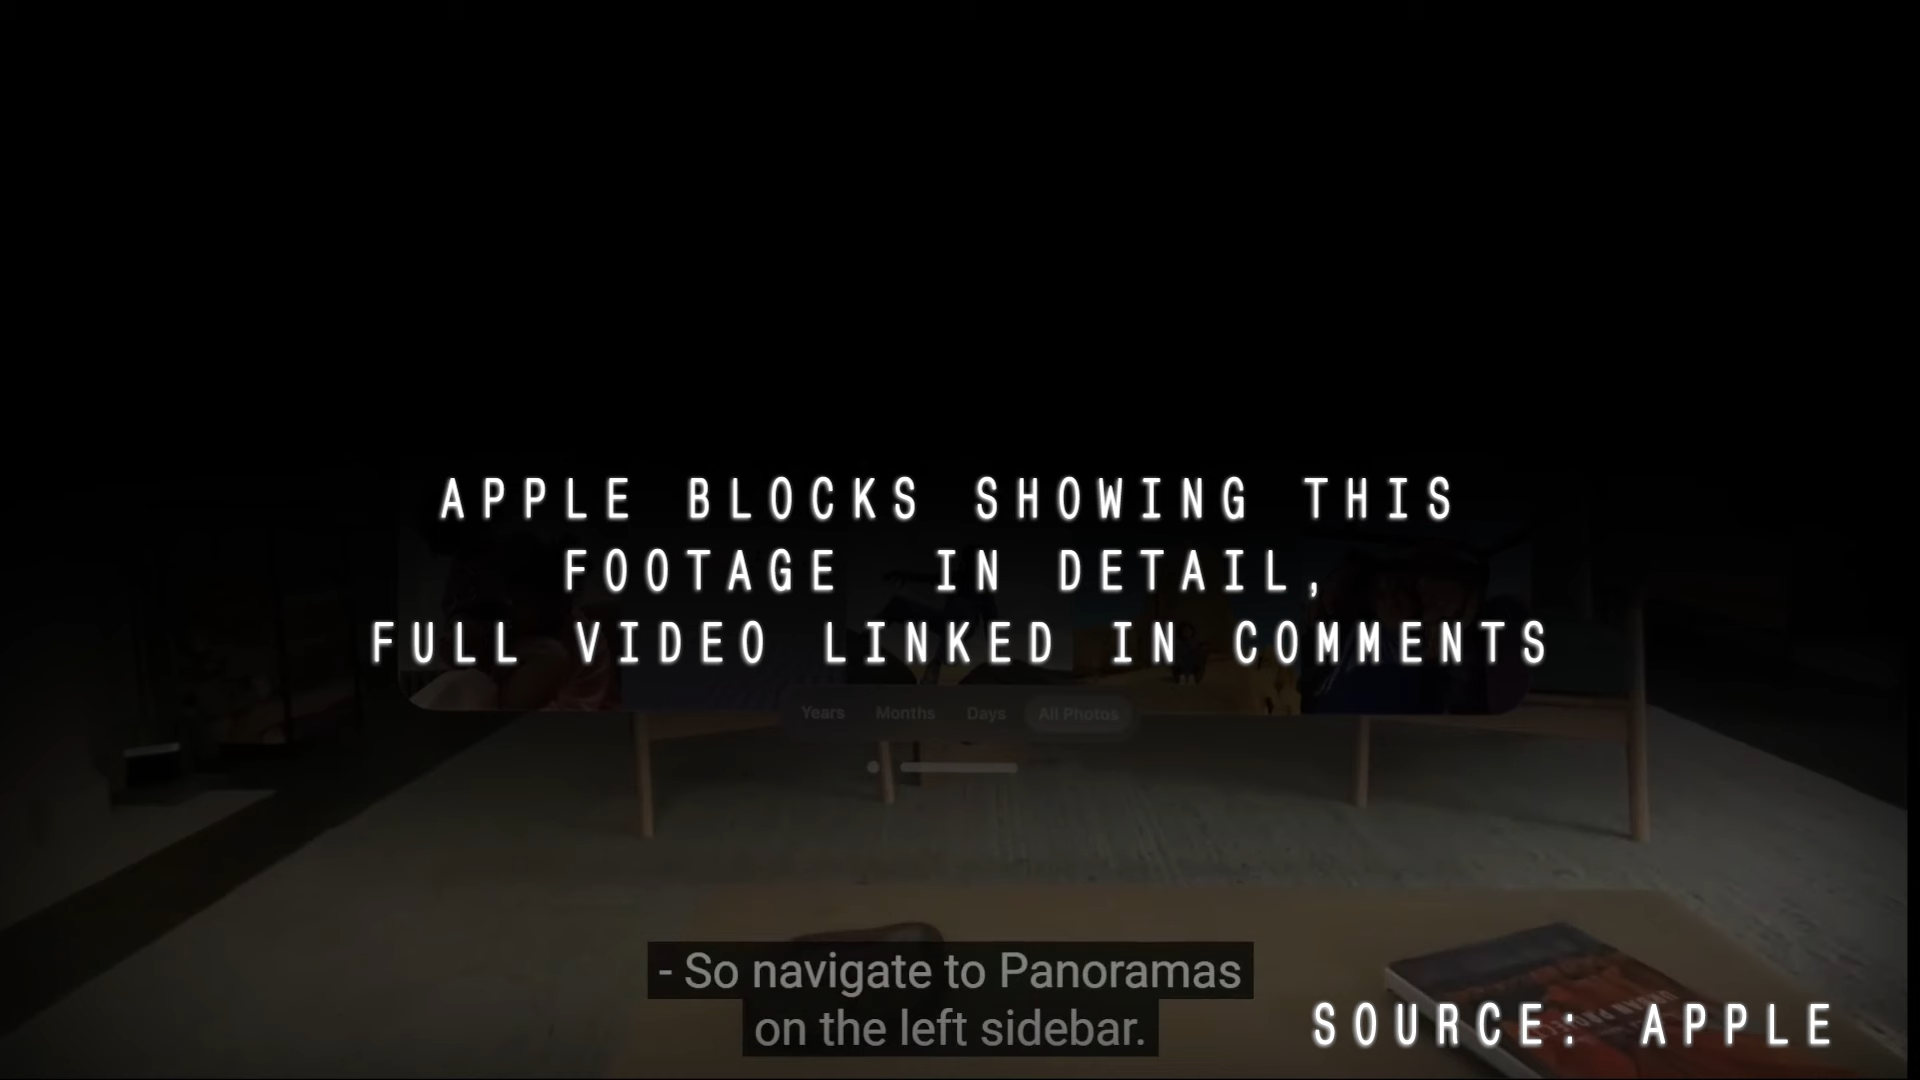 APPLE BLOCKS SHOWING THIS
FOOTAGE IN DETAIL,
FULL VIDEO LINKED IN COMMENTS
Years Months Days All Photos
- So navigate to Panoramas
on the left sidebar.
SOURCE: APPLE